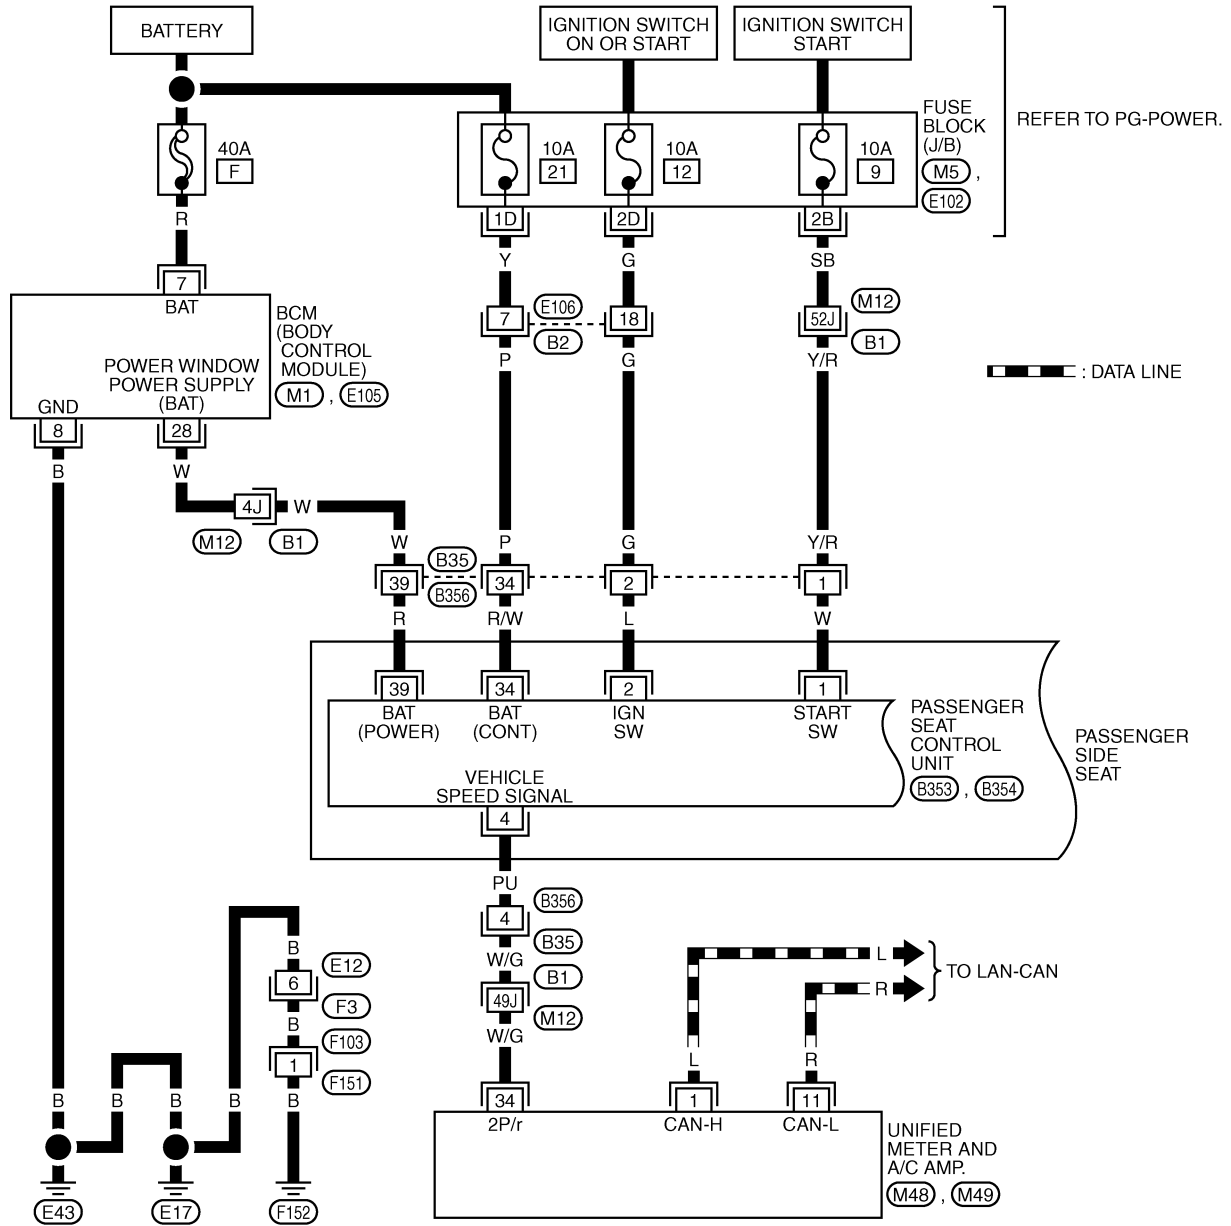 BATTERY
IGNITION SWITCH
ON OR START
IGNITION SWITCH
START
40A
F
10A
21
10A
12
10A
9
FUSE
BLOCK
(J/B)
M5 ,
E102
REFER TO PG-POWER.
R
1D
2D
2B
Y
G
SB
7
BAT
BCM
(BODY
CONTROL
MODULE)
M1 , E105
POWER WINDOW
POWER SUPPLY
(BAT)
GND
8
28
7
E106
B2
18
52J
M12
B1
P
G
Y/R
: DATA LINE
B
W
4J
W
M12
B1
W
P
G
Y/R
39
B35
B356
34
2
1
R
R/W
L
W
39
34
2
1
BAT
(POWER)
BAT
(CONT)
IGN
SW
START
SW
PASSENGER
SEAT
CONTROL
UNIT
B353 , B354
PASSENGER
SIDE
SEAT
VEHICLE
SPEED SIGNAL
4
PU
B356
4
B35
W/G
B1
49J
M12
W/G
L
R
TO LAN-CAN
L
R
B
E12
6
F3
B
F103
1
F151
B
B
B
B
B
34
1
11
2P/r
CAN-H
CAN-L
UNIFIED
METER AND
A/C AMP.
M48 , M49
E43
E17
F152